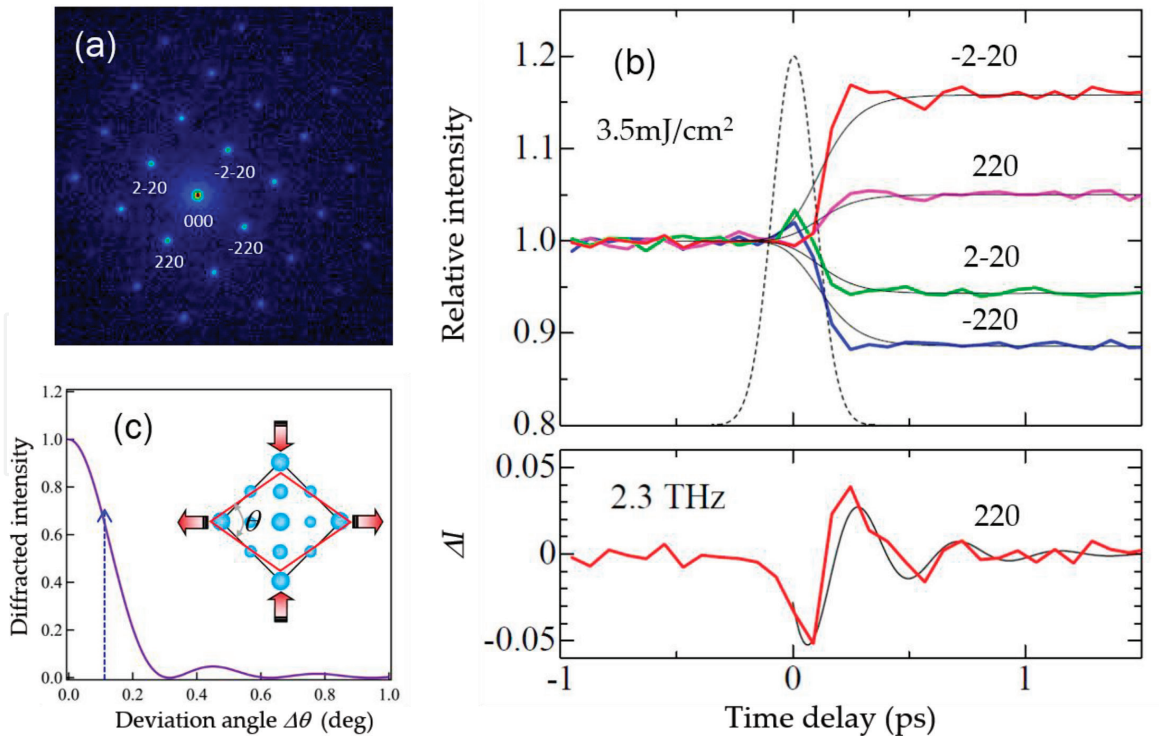 (a)
2-20
-2-20
000
220
-220
(b)
3.5mJ/cm²
-2-20
220
2-20
-220
1.2
1.1
1.0
0.9
0.8
Relative intensity
(c)
θ
1.2
1.0
0.8
0.6
0.4
0.2
0.0
Diffracted intensity
0.0 0.2 0.4 0.6 0.8 1.0
Deviation angle Δθ (deg)
2.3 THz
220
0.05
0
-0.05
ΔI
-1 0 1
Time delay (ps)